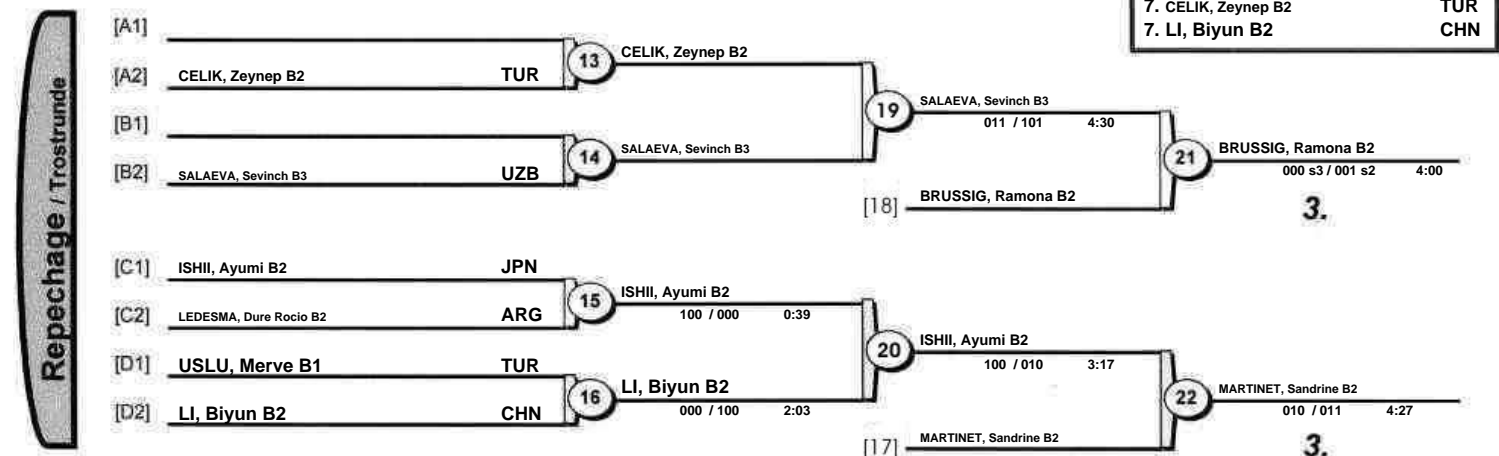 7. CELIK, Zeynep B2 TUR
7. LI, Biyun B2 CHN
Repechage / Trostrunde
[A1]
[A2] CELIK, Zeynep B2 TUR
13
CELIK, Zeynep B2
[B1]
[B2] SALAEVA, Sevinch B3 UZB
14
SALAEVA, Sevinch B3
19
SALAEVA, Sevinch B3
011 / 101 4:30
[18] BRUSSIG, Ramona B2
21
BRUSSIG, Ramona B2
000 s3 / 001 s2 4:00
3.
[C1] ISHII, Ayumi B2 JPN
[C2] LEDESMA, Dure Rocio B2 ARG
15
ISHII, Ayumi B2
100 / 000 0:39
[D1] USLU, Merve B1 TUR
[D2] LI, Biyun B2 CHN
16
LI, Biyun B2
000 / 100 2:03
20
ISHII, Ayumi B2
100 / 010 3:17
[17] MARTINET, Sandrine B2
22
MARTINET, Sandrine B2
010 / 011 4:27
3.